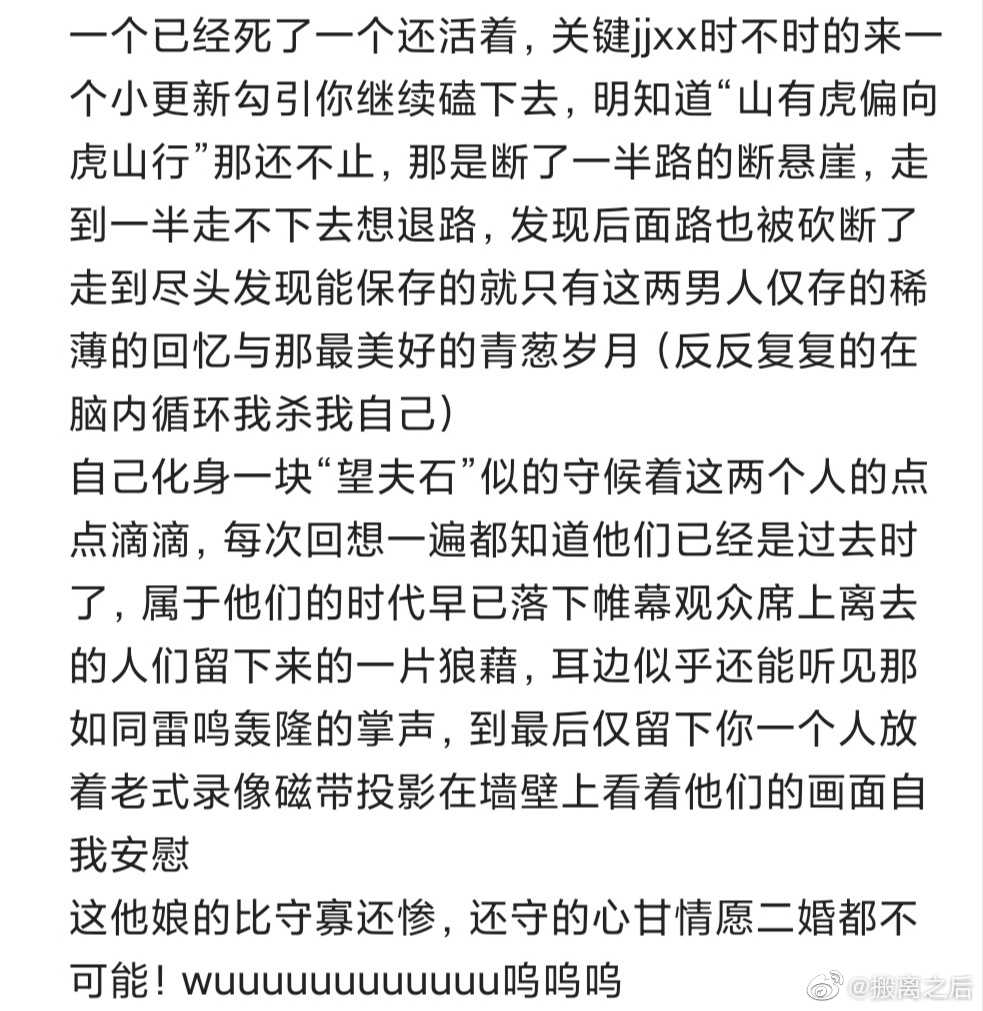 一个已经死了一个还活着，关键jjxx时不时的来一
个小更新勾引你继续磕下去，明知道“山有虎偏向
虎山行”那还不止，那是断了一半路的断悬崖，走
到一半走不下去想退路，发现后面路也被砍断了
走到尽头发现能保存的就只有这两男人仅存的稀
薄的回忆与那最美好的青葱岁月（反反复复的在
脑内循环我杀我自己）
自己化身一块“望夫石”似的守候着这两个人的点
点滴滴，每次回想一遍都知道他们已经是过去时
了，属于他们的时代早已落下帷幕观众席上离去
的人们留下来的一片狼藉，耳边似乎还能听见那
如同雷鸣轰隆的掌声，到最后仅留下你一个人放
着老式录像磁带投影在墙壁上看着他们的画面自
我安慰
这他娘的比守寡还惨，还守的心甘情愿二婚都不
可能！wuuuuuuuuuuuuu呜呜呜
@搬离之后